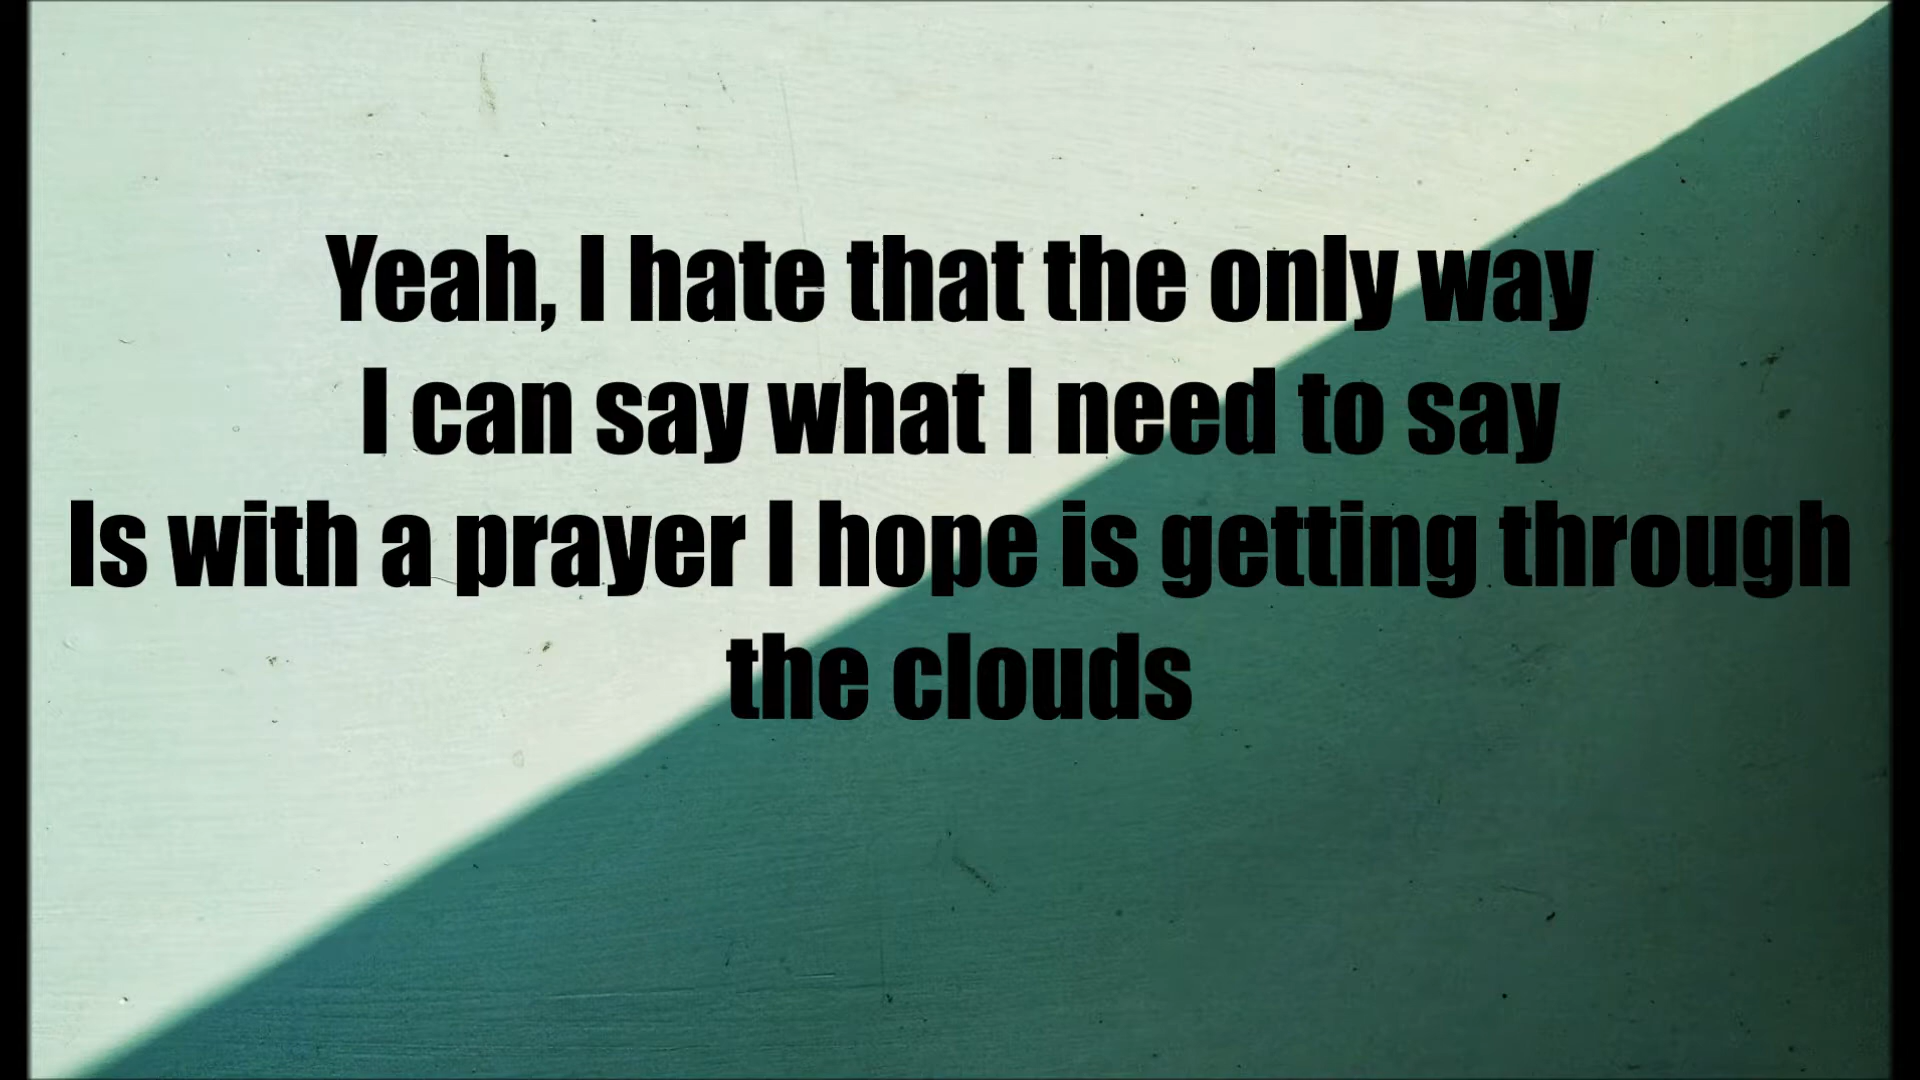 Yeah, I hate that the only way
I can say what I need to say
Is with a prayer I hope is getting through
the clouds